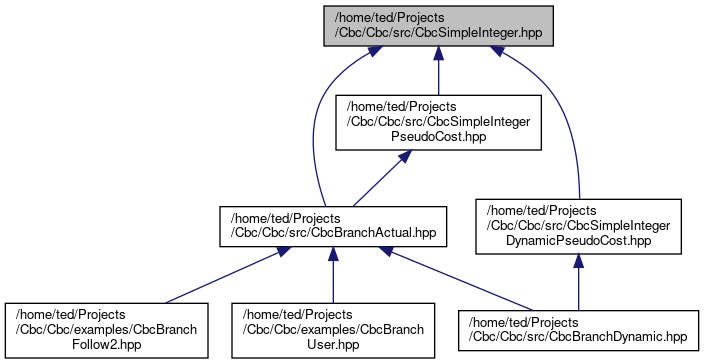 /home/ted/Projects
/Cbc/Cbc/src/CbcSimpleInteger.hpp
/home/ted/Projects
/Cbc/Cbc/src/CbcSimpleInteger
PseudoCost.hpp
/home/ted/Projects
/Cbc/Cbc/src/CbcBranchActual.hpp
/home/ted/Projects
/Cbc/Cbc/src/CbcSimpleInteger
DynamicPseudoCost.hpp
/home/ted/Projects
/Cbc/Cbc/examples/CbcBranch
Follow2.hpp
/home/ted/Projects
/Cbc/Cbc/examples/CbcBranch
User.hpp
/home/ted/Projects
/Cbc/Cbc/src/CbcBranchDynamic.hpp